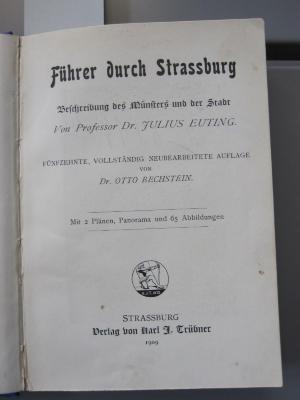 Führer durch Strassburg
Beschreibung des Münsters und der Stadt
Von Professor Dr. JULIUS EUTING.
FÜNFZEHNTE, VOLLSTÄNDIG NEUBEARBEITETE AUFLAGE
VON
Dr. OTTO BECHSTEIN.
Mit 2 Plänen, Panorama und 65 Abbildungen
STRASSBURG
Verlag von Karl J. Trübner
1909